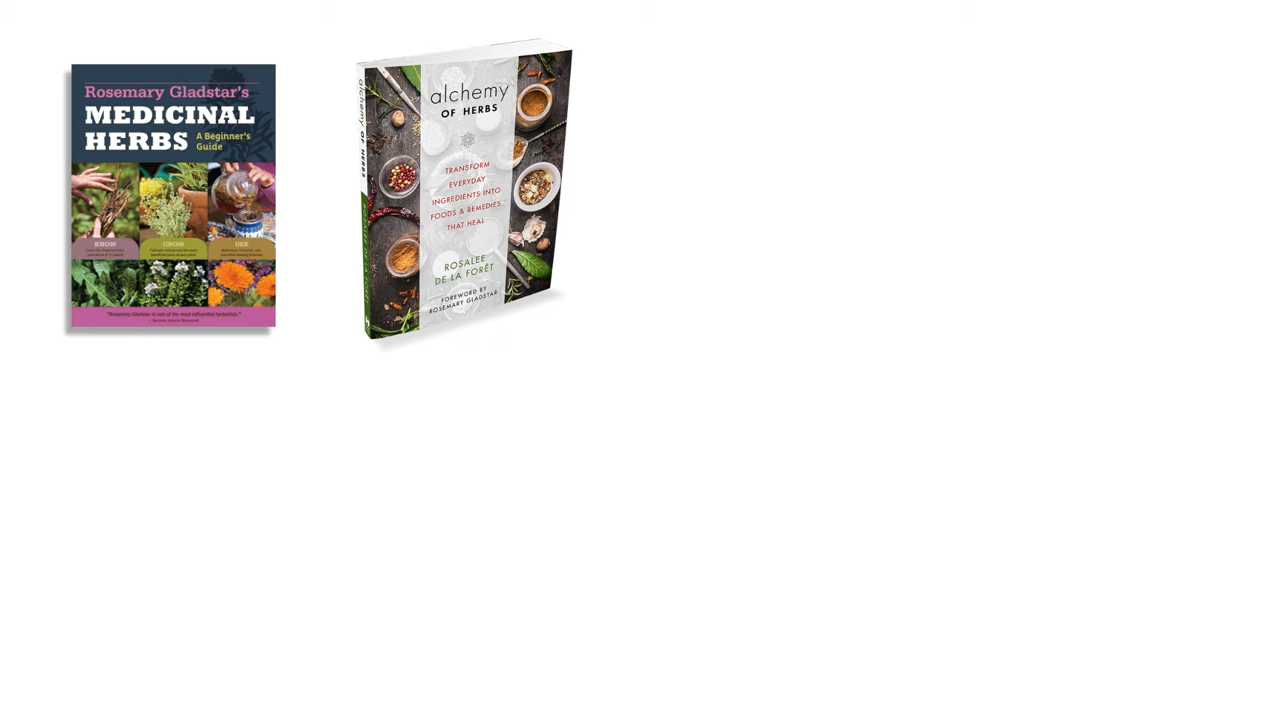 Rosemary Gladstar's
MEDICINAL
HERBS
A Beginner's
Guide
KNOW
GROW
USE
"Rosemary Gladstar is one of the most influential herbalists."
alchemy
OF HERBS
TRANSFORM
EVERYDAY
INGREDIENTS INTO
FOODS & REMEDIES
THAT HEAL
ROSALEE
DE LA FORÊT
FOREWORD BY
ROSEMARY GLADSTAR
alchemy OF HERBS